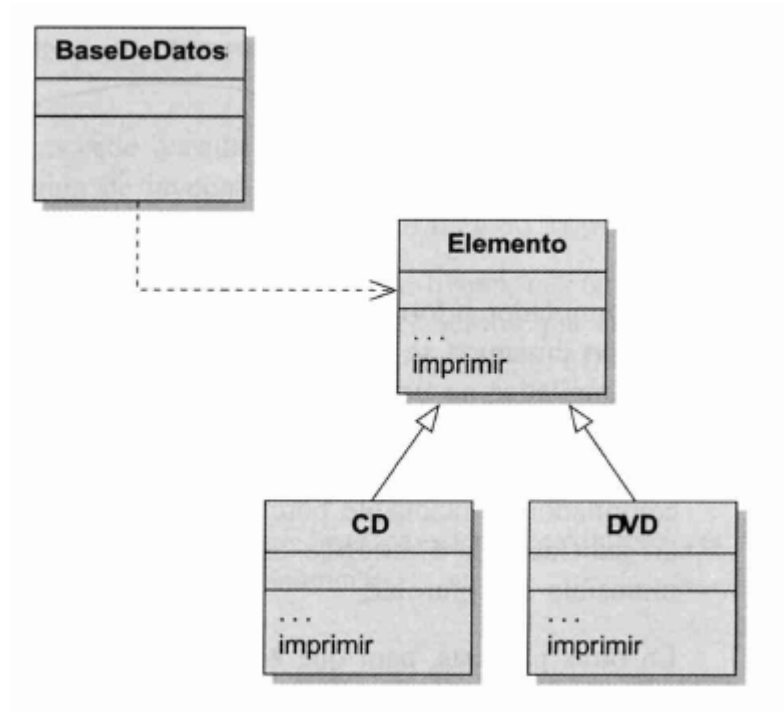 BaseDeDatos
Elemento
. . .
imprimir
CD
. . .
imprimir
DVD
. . .
imprimir